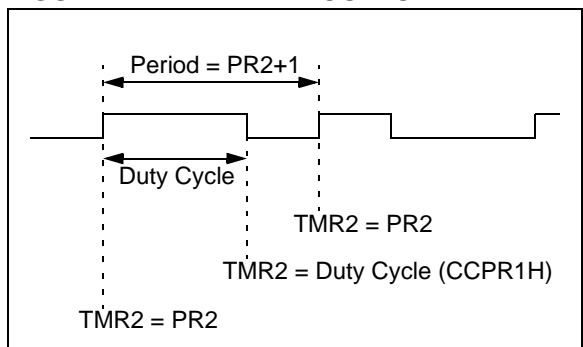 Period = PR2+1
Duty Cycle
TMR2 = PR2
TMR2 = Duty Cycle (CCPR1H)
TMR2 = PR2